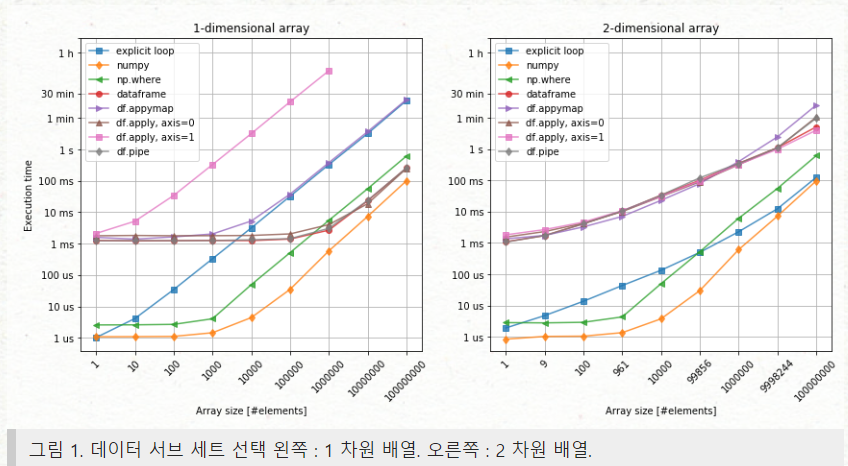 1-dimensional array
1 h
30 min
1 min
1 s
100 ms
10 ms
1 ms
100 us
10 us
1 us
Execution time
explicit loop
numpy
np.where
dataframe
df.appymap
df.apply, axis=0
df.apply, axis=1
df.pipe
1
10
100
1000
10000
100000
1000000
10000000
100000000
Array size [#elements]
2-dimensional array
1 h
30 min
1 min
1 s
100 ms
10 ms
1 ms
100 us
10 us
1 us
explicit loop
numpy
np.where
dataframe
df.appymap
df.apply, axis=0
df.apply, axis=1
df.pipe
1
9
100
961
10000
99856
1000000
9998244
100000000
Array size [#elements]
그림 1. 데이터 서브 세트 선택 왼쪽 : 1 차원 배열. 오른쪽 : 2 차원 배열.